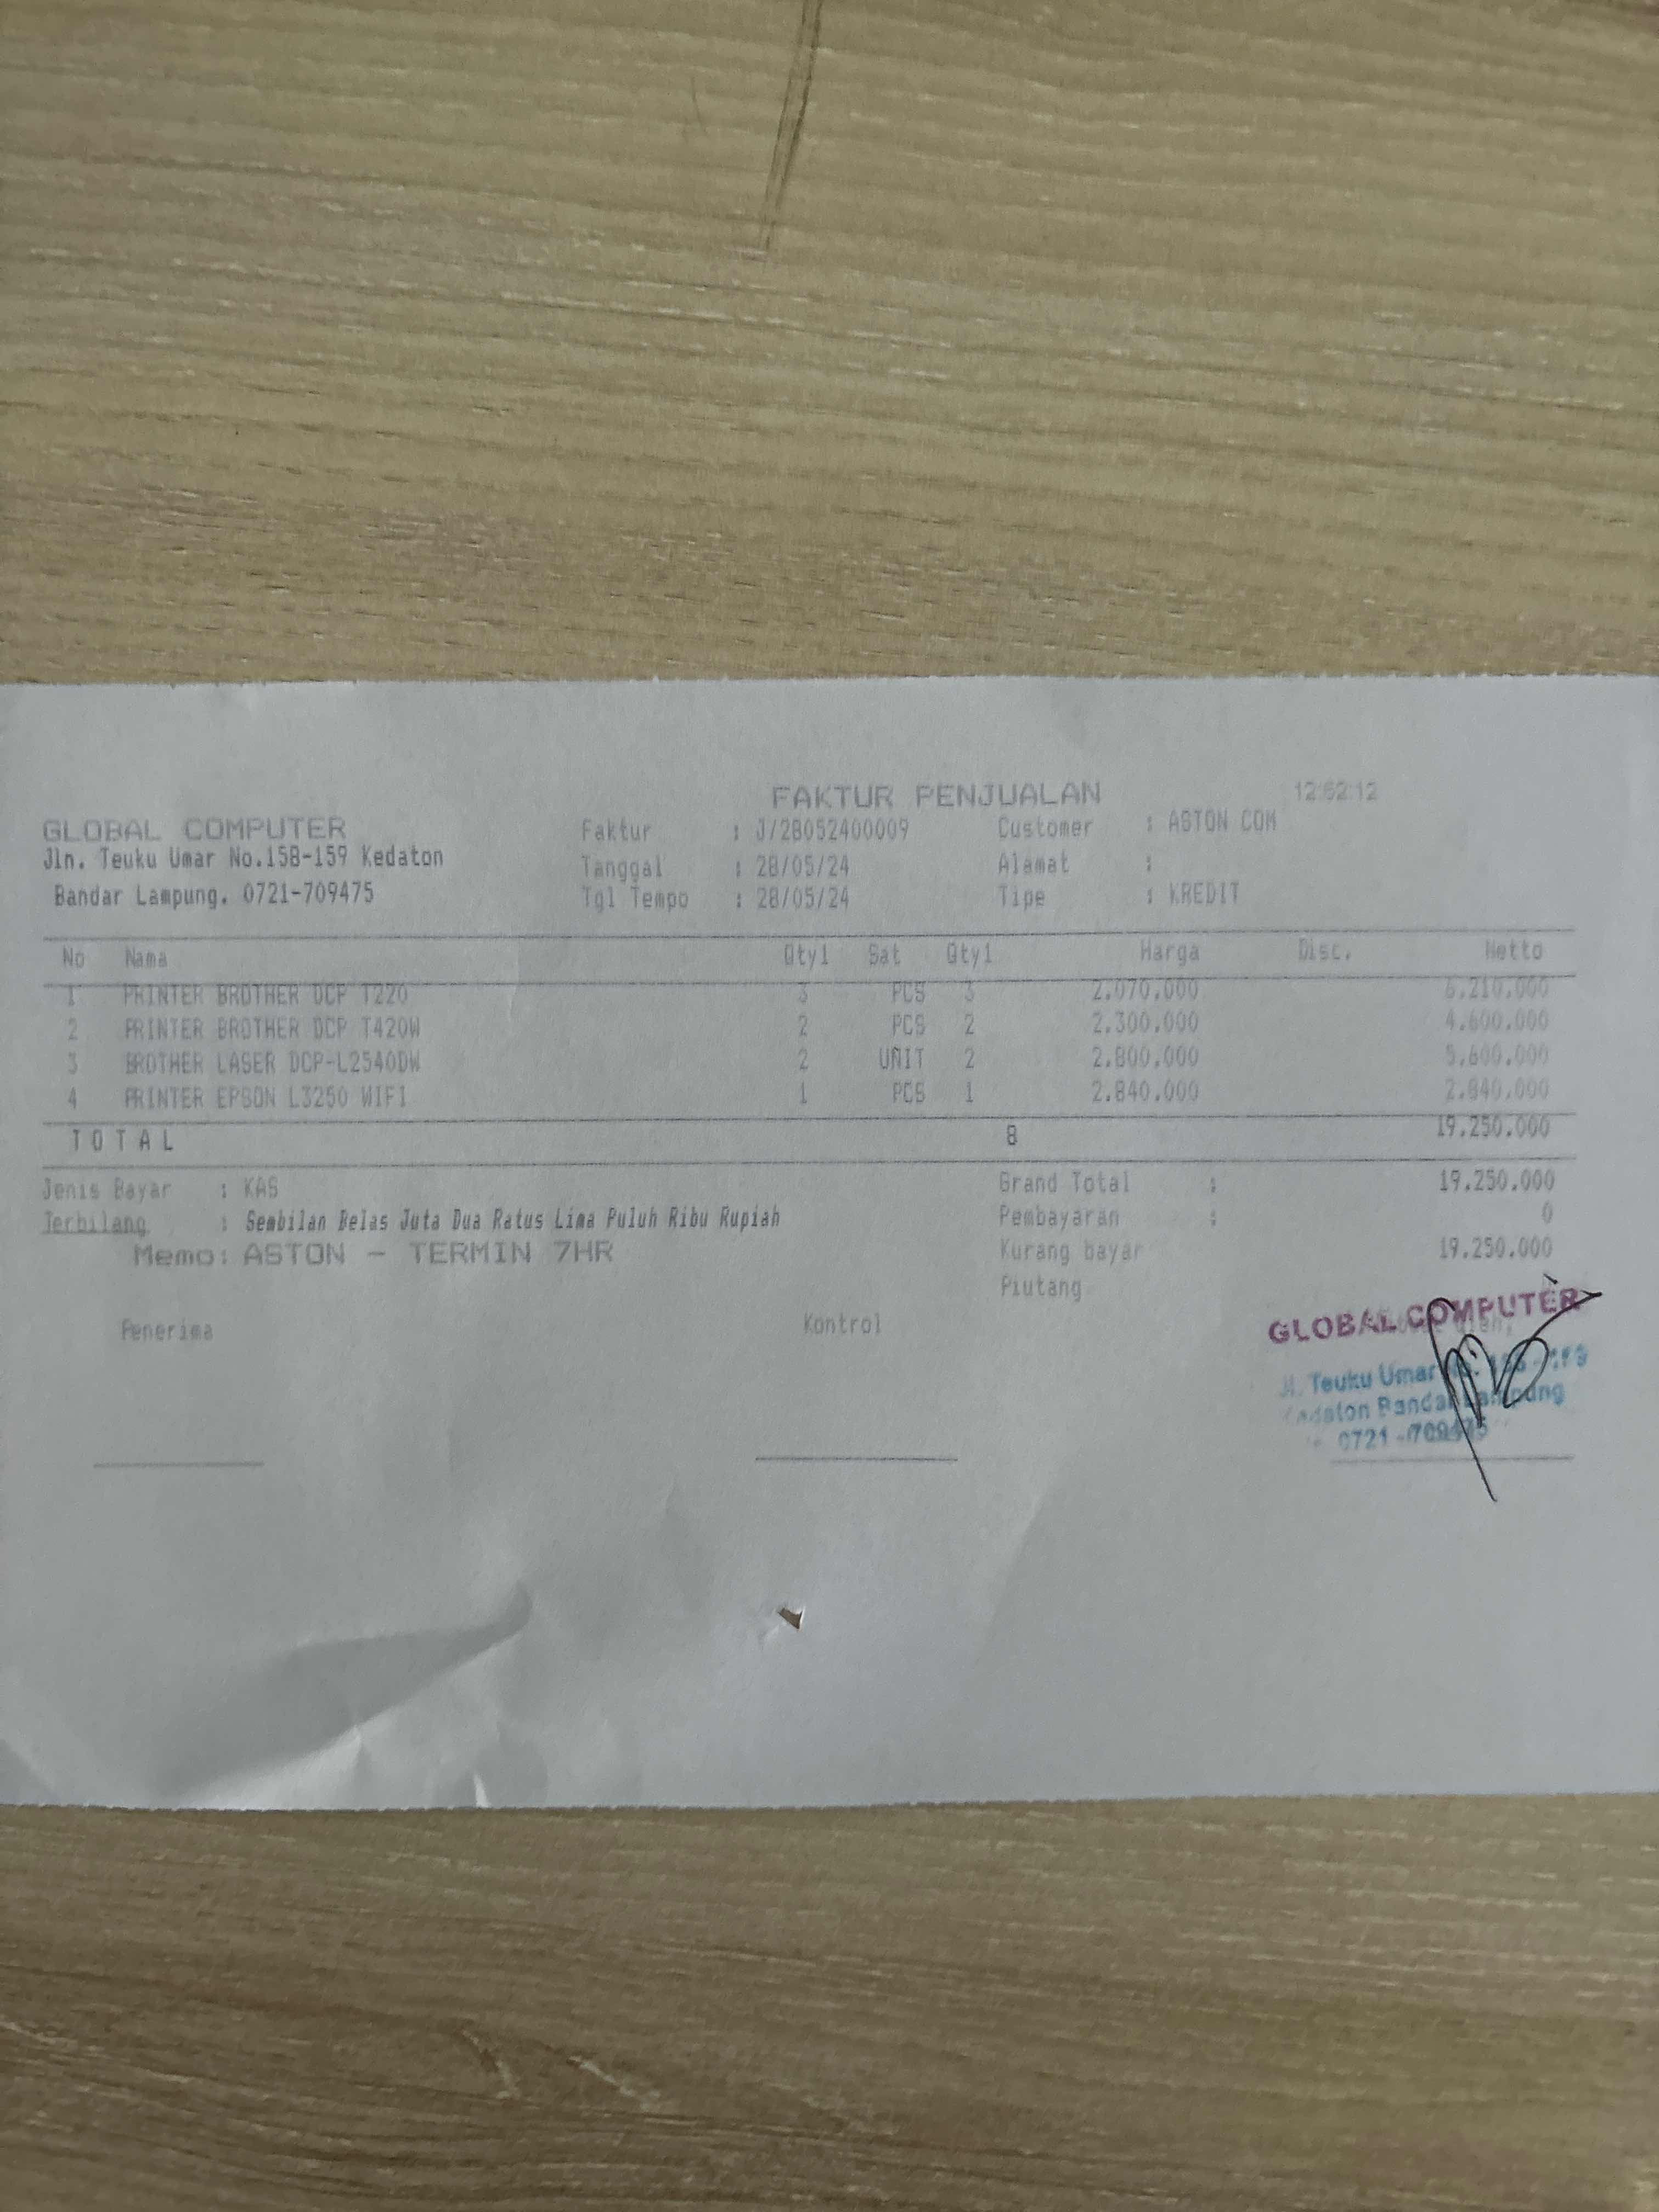 FAKTUR PENJUALAN 12:52:12
GLOBAL COMPUTER
Jln. Teuku Umar No.158-159 Kedaton
Bandar Lampung. 0721-709475
Faktur : J/28052400009
Tanggal : 28/05/24
Tgl Tempo : 28/05/24
Customer : ASTON COM
Alamat :
Tipe : KREDIT
No Nama Qty1 Sat Qty1 Harga Disc. Netto
1 PRINTER BROTHER DCP T220 3 PCS 3 2.070.000 6.210.000
2 PRINTER BROTHER DCP T420W 2 PCS 2 2.300.000 4.600.000
3 BROTHER LASER DCP-L2540DW 2 UNIT 2 2.800.000 5.600.000
4 PRINTER EPSON L3250 WIFI 1 PCS 1 2.840.000 2.840.000
TOTAL 8 19.250.000
Jenis Bayar : KAS
Terbilang : Sembilan Belas Juta Dua Ratus Lima Puluh Ribu Rupiah
Memo: ASTON - TERMIN 7HR
Grand Total : 19.250.000
Pembayaran : 0
Kurang bayar 19.250.000
Piutang
Penerima Kontrol
GLOBAL COMPUTER
Jl. Teuku Umar
Kedaton Bandar Lampung
0721-709475